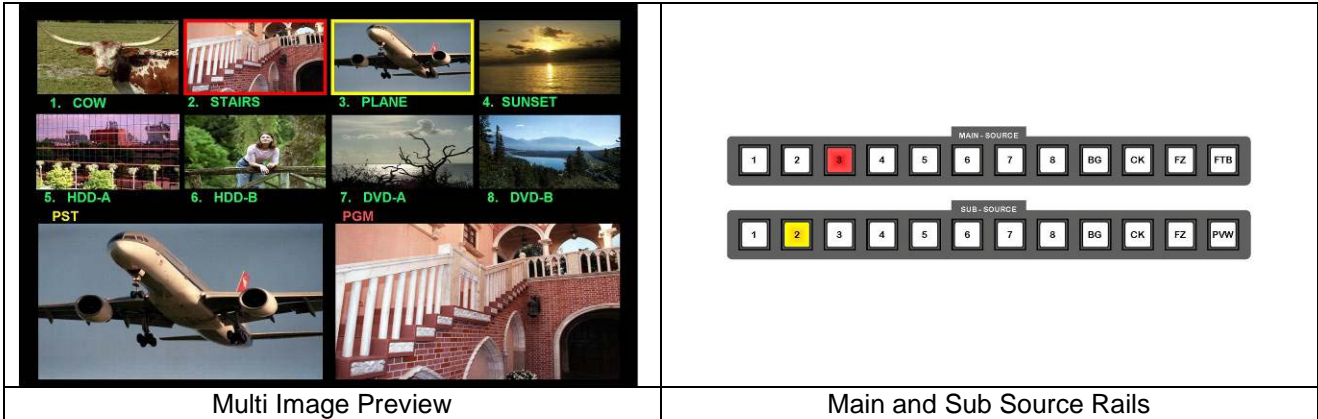 1. COW
2. STAIRS
3. PLANE
4. SUNSET
5. HDD-A
6. HDD-B
7. DVD-A
8. DVD-B
PST
PGM
MAIN - SOURCE
1 2 3 4 5 6 7 8 BG CK FZ FTB
SUB - SOURCE
1 2 3 4 5 6 7 8 BG CK FZ PVW
Multi Image Preview
Main and Sub Source Rails